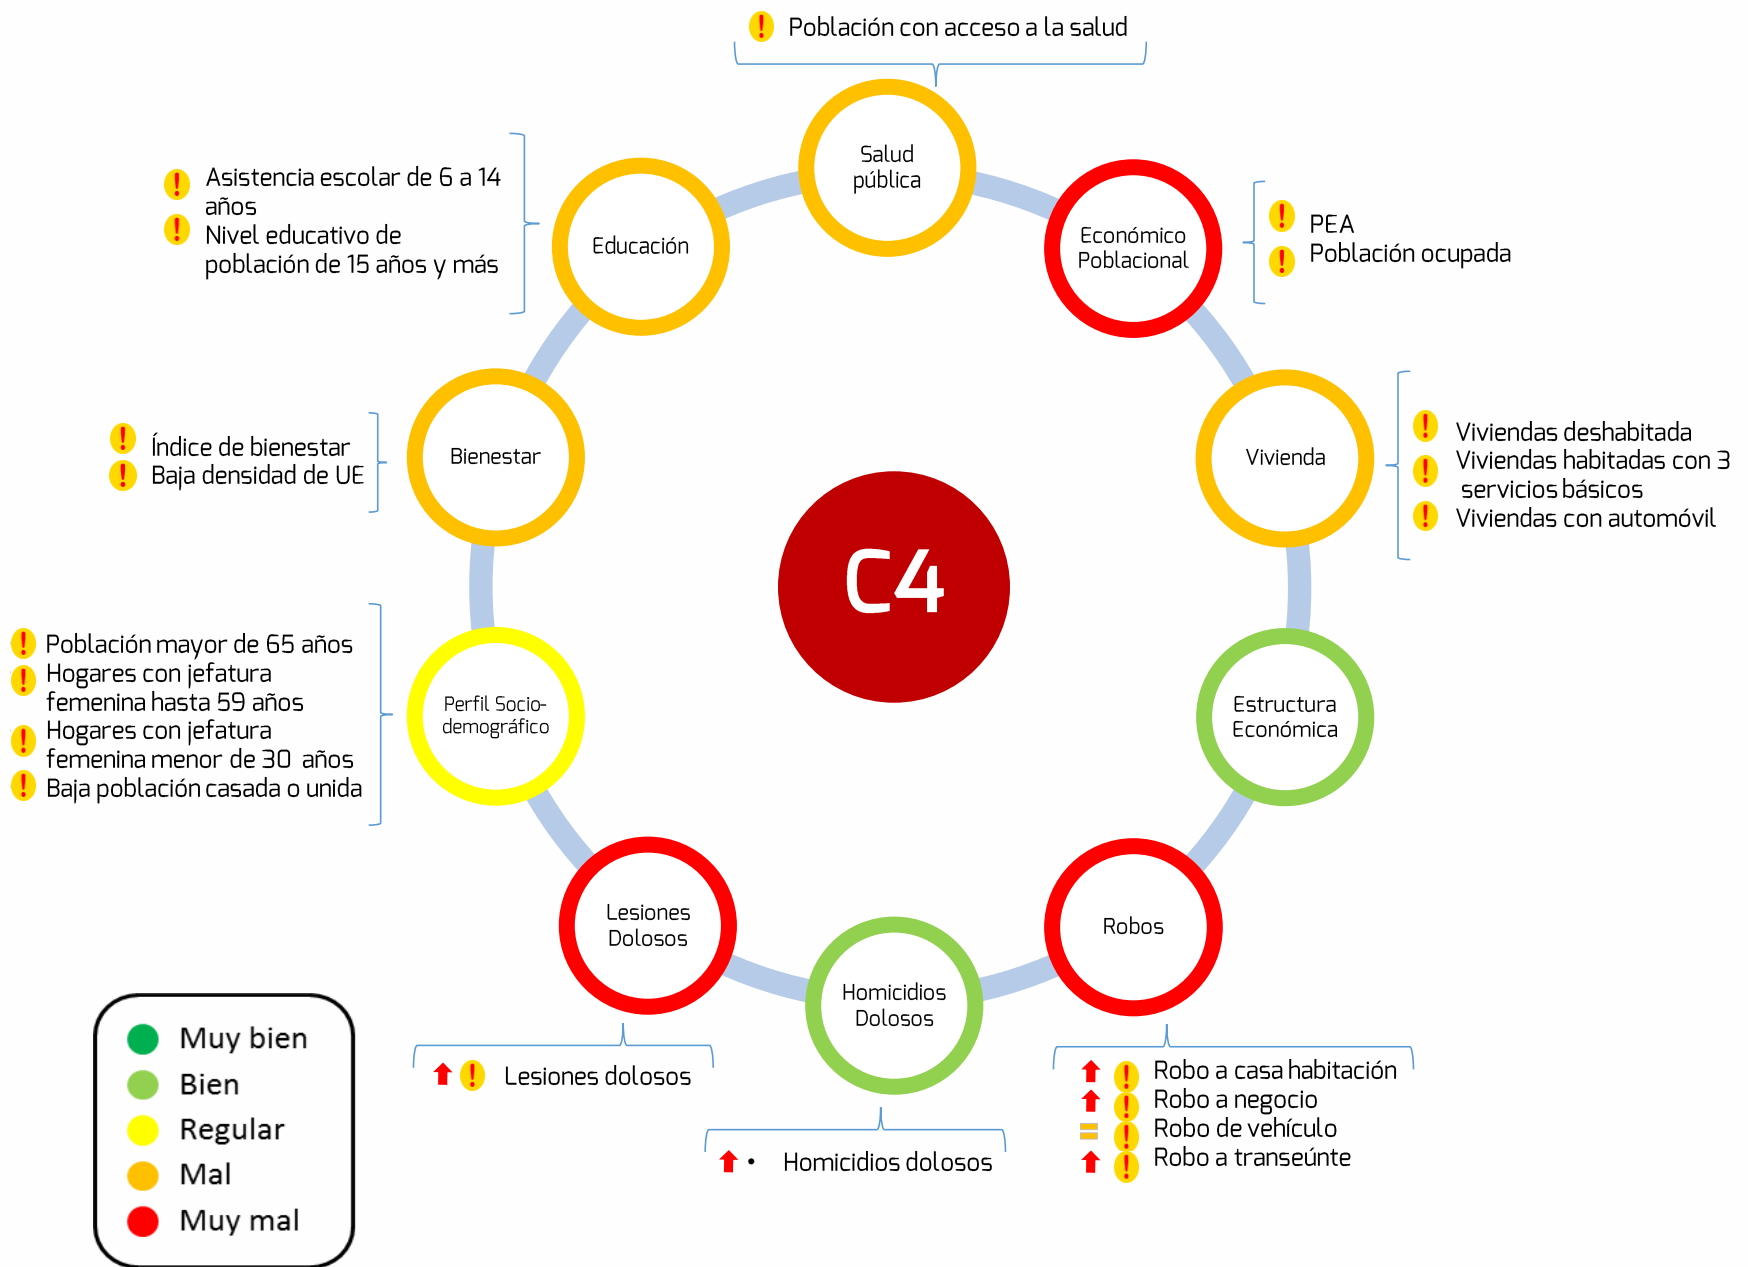 Población con acceso a la salud
Salud
pública
Económico
Poblacional
PEA
Población ocupada
Vivienda
Viviendas deshabitada
Viviendas habitadas con 3
servicios básicos
Viviendas con automóvil
Estructura
Económica
Robos
Robo a casa habitación
Robo a negocio
Robo de vehículo
Robo a transeúnte
Homicidios
Dolosos
• Homicidios dolosos
Lesiones
Dolosos
Lesiones dolosos
Perfil Socio-
demográfico
Población mayor de 65 años
Hogares con jefatura
femenina hasta 59 años
Hogares con jefatura
femenina menor de 30 años
Baja población casada o unida
Bienestar
Índice de bienestar
Baja densidad de UE
Educación
Asistencia escolar de 6 a 14
años
Nivel educativo de
población de 15 años y más
C4
Muy bien
Bien
Regular
Mal
Muy mal